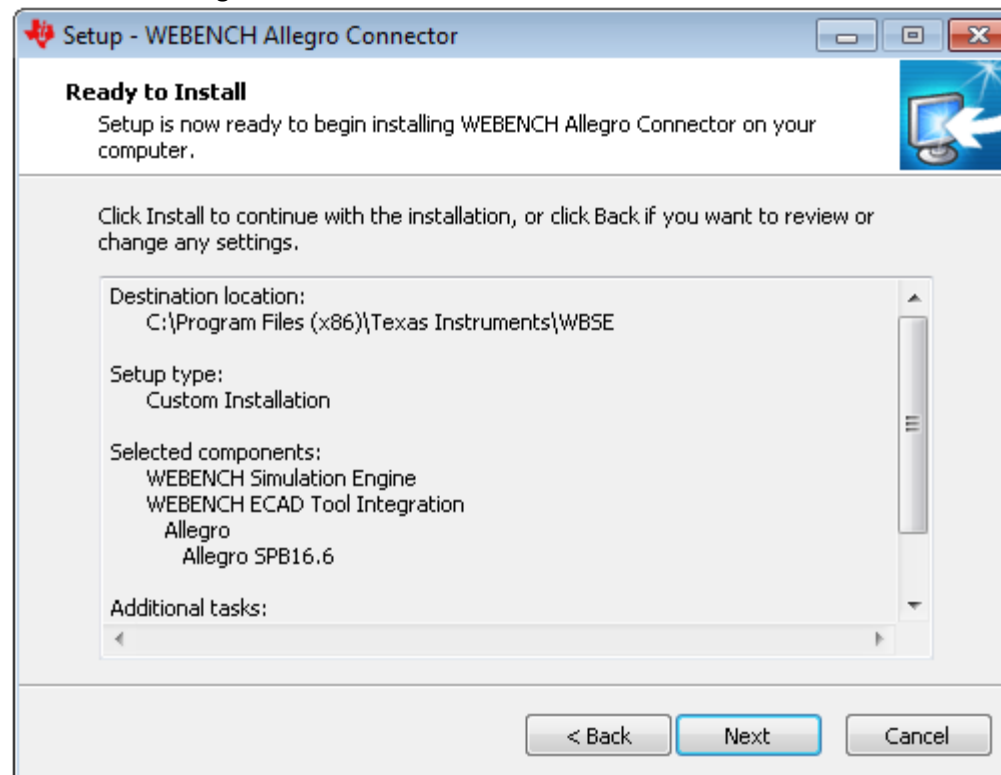 Setup - WEBENCH Allegro Connector
Ready to Install
Setup is now ready to begin installing WEBENCH Allegro Connector on your
computer.
Click Install to continue with the installation, or click Back if you want to review or
change any settings.
Destination location:
C:\Program Files (x86)\Texas Instruments\WBSE
Setup type:
Custom Installation
Selected components:
WEBENCH Simulation Engine
WEBENCH ECAD Tool Integration
Allegro
Allegro SPB16.6
Additional tasks:
< Back Next Cancel